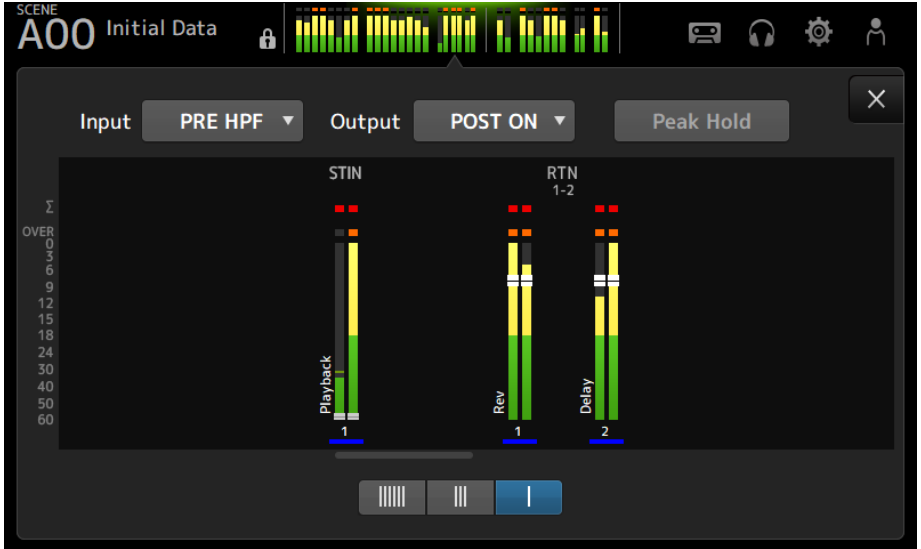 SCENE
A00 Initial Data
Input PRE HPF Output POST ON Peak Hold
STIN RTN
1-2
Σ
OVER
0
3
6
9
12
15
18
24
30
40
50
60
Playback Rev Delay
1 1 2